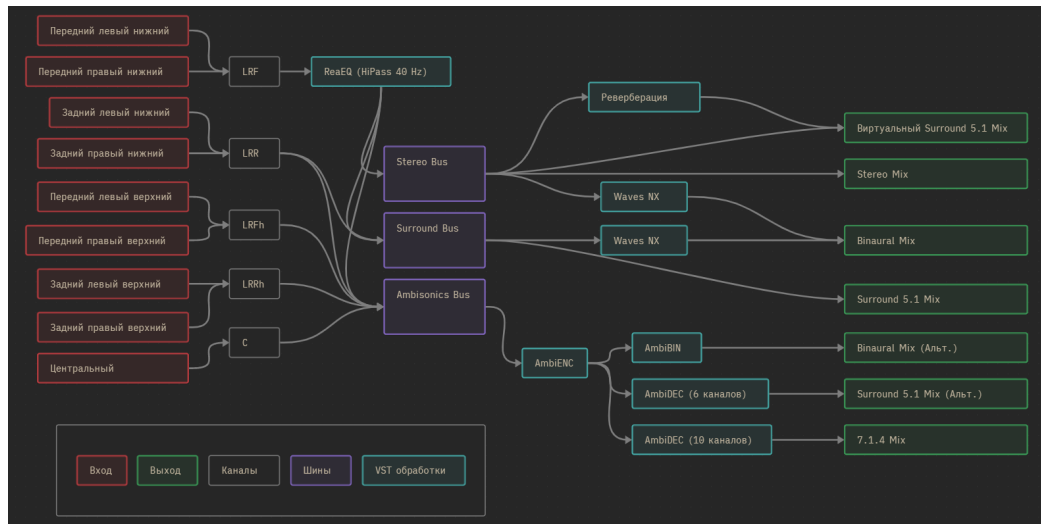 Передний левый нижний
Передний правый нижний
LRF
ReaEQ (HiPass 40 Hz)
Задний левый нижний
Задний правый нижний
LRR
Передний левый верхний
Передний правый верхний
LRFh
Задний левый верхний
Задний правый верхний
LRRh
Центральный
C
Stereo Bus
Surround Bus
Ambisonics Bus
Реверберация
Waves NX
Waves NX
AmbiENC
AmbiBIN
AmbiDEC (6 каналов)
AmbiDEC (10 каналов)
Виртуальный Surround 5.1 Mix
Stereo Mix
Binaural Mix
Surround 5.1 Mix
Binaural Mix (Альт.)
Surround 5.1 Mix (Альт.)
7.1.4 Mix
Вход
Выход
Каналы
Шины
VST обработки